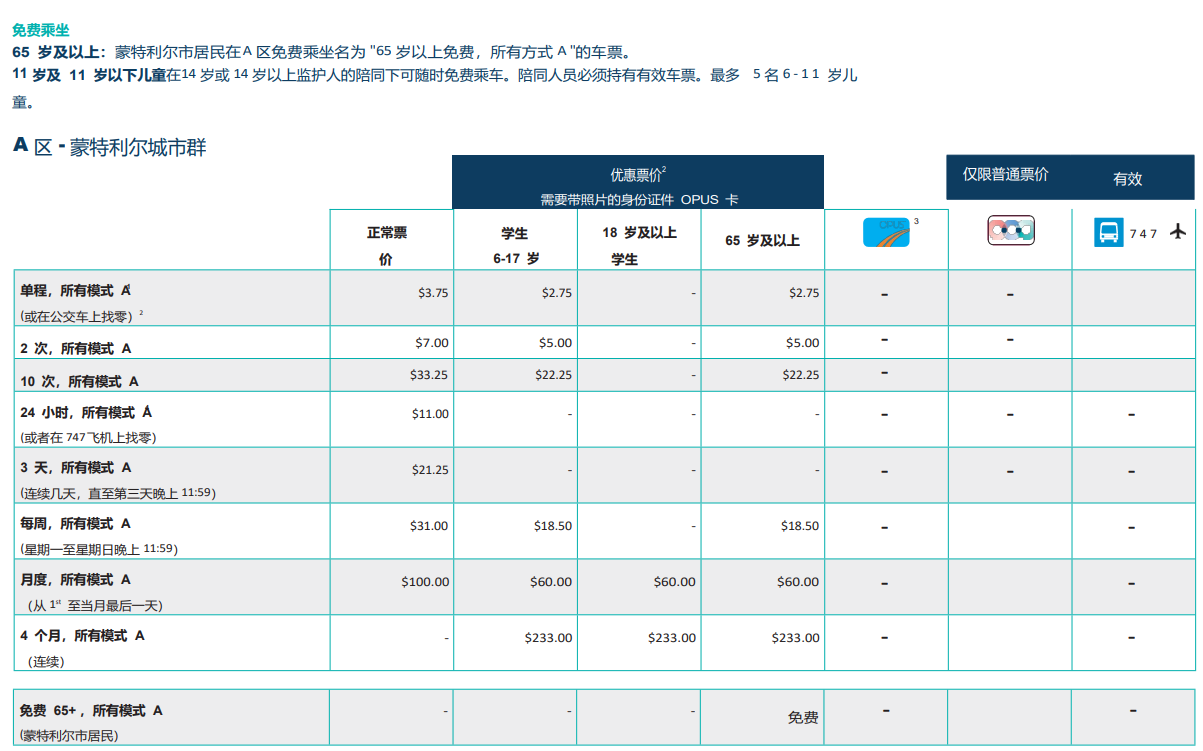 免费乘坐
65 岁及以上：蒙特利尔市居民在 A 区免费乘坐名为 "65 岁以上免费，所有方式 A "的车票。
11 岁及 11 岁以下儿童在14 岁或 14 岁以上监护人的陪同下可随时免费乘车。陪同人员必须持有有效车票。最多 5 名 6-11 岁儿
童。
A 区 - 蒙特利尔城市群
优惠票价2
需要带照片的身份证件 OPUS 卡
仅限普通票价 有效
正常票
价
学生
6-17 岁
18 岁及以上
学生
65 岁及以上
OPUS 3
747
单程，所有模式 A
(或在公交车上找零) 2
$3.75 $2.75 - $2.75 - -
2 次，所有模式 A $7.00 $5.00 - $5.00 - -
10 次，所有模式 A $33.25 $22.25 - $22.25 -
24 小时，所有模式 A
(或者在 747飞机上找零)
$11.00 - - - - - -
3 天，所有模式 A
(连续几天，直至第三天晚上 11:59)
$21.25 - - - - - -
每周，所有模式 A
(星期一至星期日晚上 11:59)
$31.00 $18.50 - $18.50 - -
月度，所有模式 A
(从 1st 至当月最后一天)
$100.00 $60.00 $60.00 $60.00 - -
4 个月，所有模式 A
(连续)
- $233.00 $233.00 $233.00 - -
免费 65+ , 所有模式 A
(蒙特利尔市居民)
- - - 免费 - -